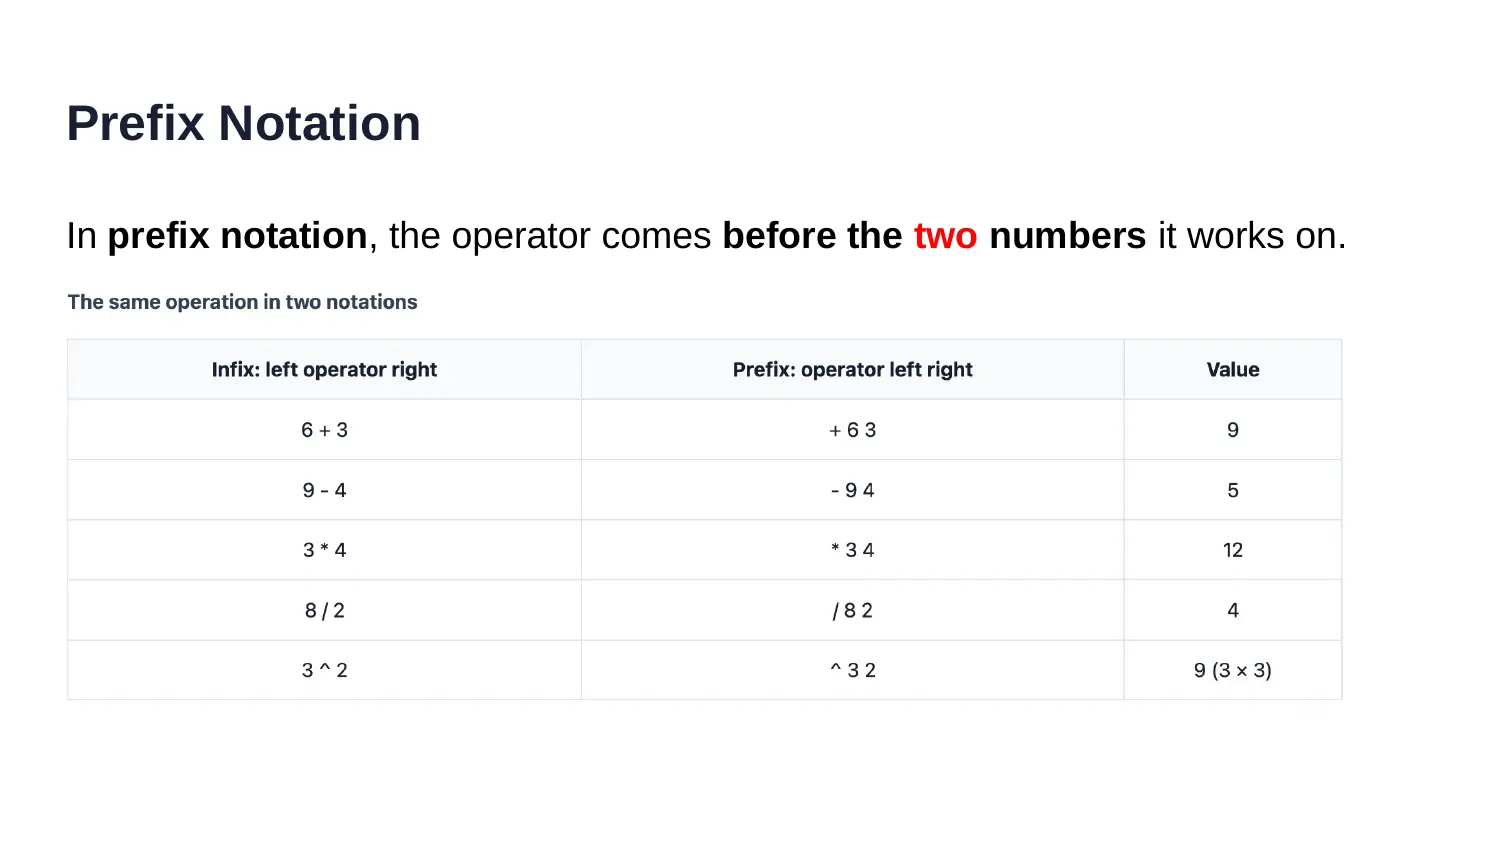 Prefix Notation
In prefix notation, the operator comes before the two numbers it works on.
The same operation in two notations
Infix: left operator right Prefix: operator left right Value
6 + 3 + 6 3 9
9 - 4 - 9 4 5
3 * 4 * 3 4 12
8 / 2 / 8 2 4
3 ^ 2 ^ 3 2 9 (3 × 3)